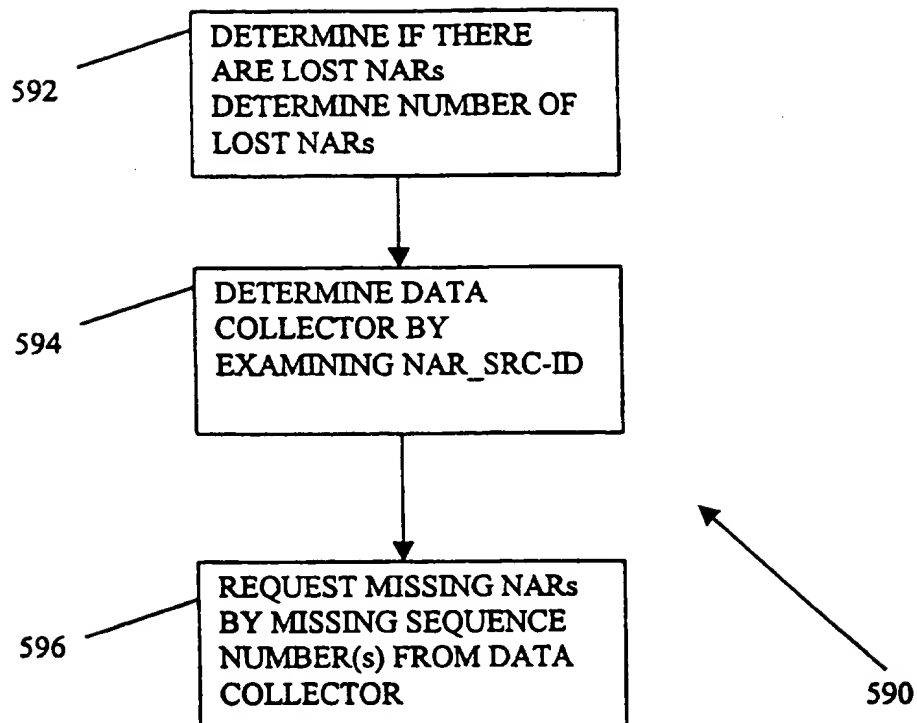 592
DETERMINE IF THERE
ARE LOST NARs
DETERMINE NUMBER OF
LOST NARs
594
DETERMINE DATA
COLLECTOR BY
EXAMINING NAR_SRC-ID
596
REQUEST MISSING NARs
BY MISSING SEQUENCE
NUMBER(s) FROM DATA
COLLECTOR
590